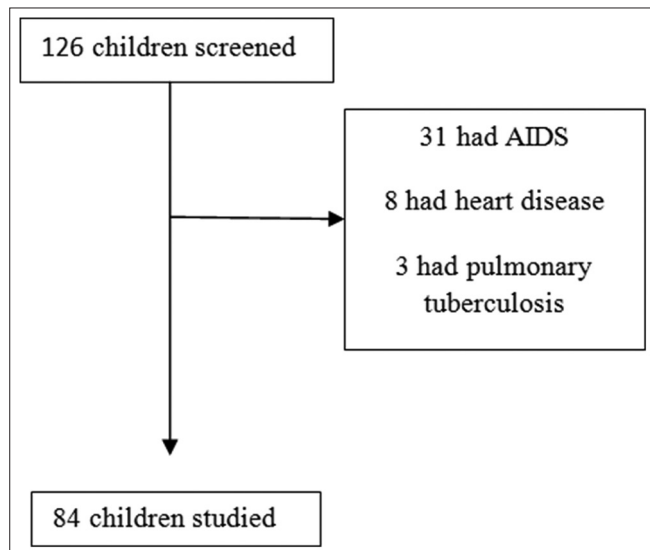 126 children screened
31 had AIDS
8 had heart disease
3 had pulmonary
tuberculosis
84 children studied